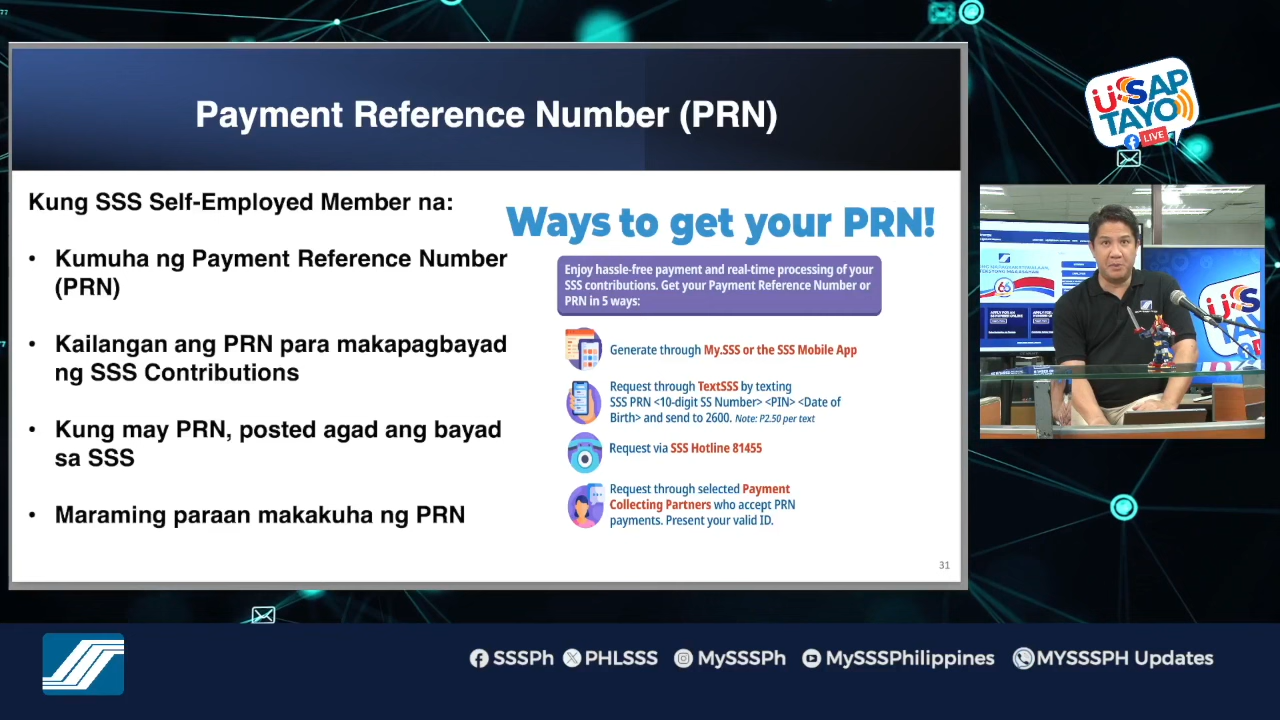 Payment Reference Number (PRN)
Kung SSS Self-Employed Member na:
• Kumuha ng Payment Reference Number
(PRN)
• Kailangan ang PRN para makapagbayad
ng SSS Contributions
• Kung may PRN, posted agad ang bayad
sa SSS
• Maraming paraan makakuha ng PRN
Ways to get your PRN!
Enjoy hassle-free payment and real-time processing of your
SSS contributions. Get your Payment Reference Number or
PRN in 5 ways:
Generate through My.SSS or the SSS Mobile App
Request through TextSSS by texting
SSS PRN <10-digit SS Number> <PIN> <Date of
Birth> and send to 2600. Note: P2.50 per text
Request via SSS Hotline 81455
Request through selected Payment
Collecting Partners who accept PRN
payments. Present your valid ID.
31
USSAP
TAYO
LIVE
SSSPh PHLSSS MySSSPh MySSSPhilippines MYSSSPH Updates